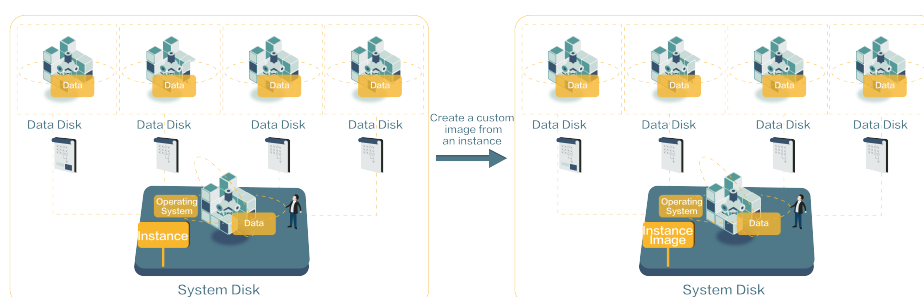 Data
Data
Data
Data
Data Disk
Data Disk
Data Disk
Data Disk
Operating
System
Data
Instance
System Disk
Create a custom
image from
an instance
Data
Data
Data
Data
Data Disk
Data Disk
Data Disk
Data Disk
Operating
System
Data
Instance
Image
System Disk